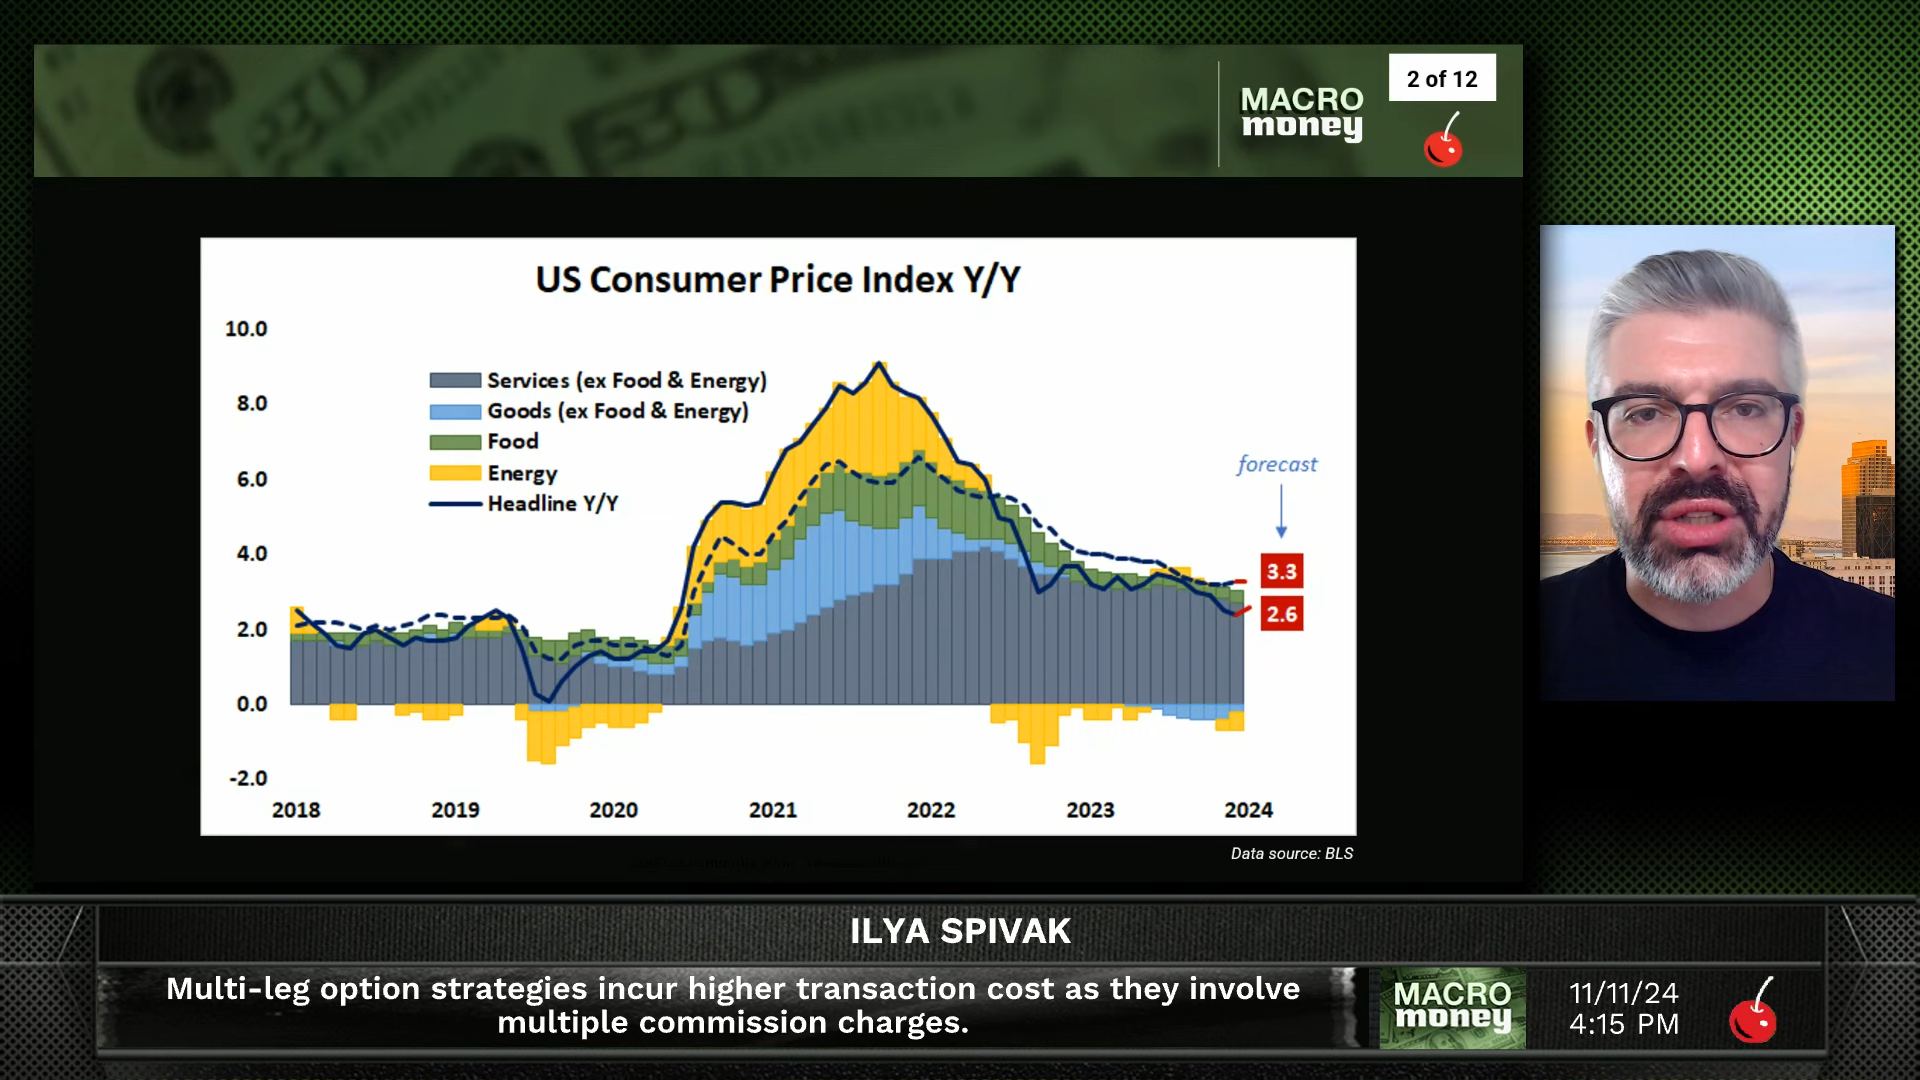 MACRO
money
2 of 12
US Consumer Price Index Y/Y
10.0
8.0
6.0
4.0
2.0
0.0
-2.0
Services (ex Food & Energy)
Goods (ex Food & Energy)
Food
Energy
Headline Y/Y
forecast
3.3
2.6
2018
2019
2020
2021
2022
2023
2024
Data source: BLS
ILYA SPIVAK
Multi-leg option strategies incur higher transaction cost as they involve
multiple commission charges.
MACRO
money
11/11/24
4:15 PM